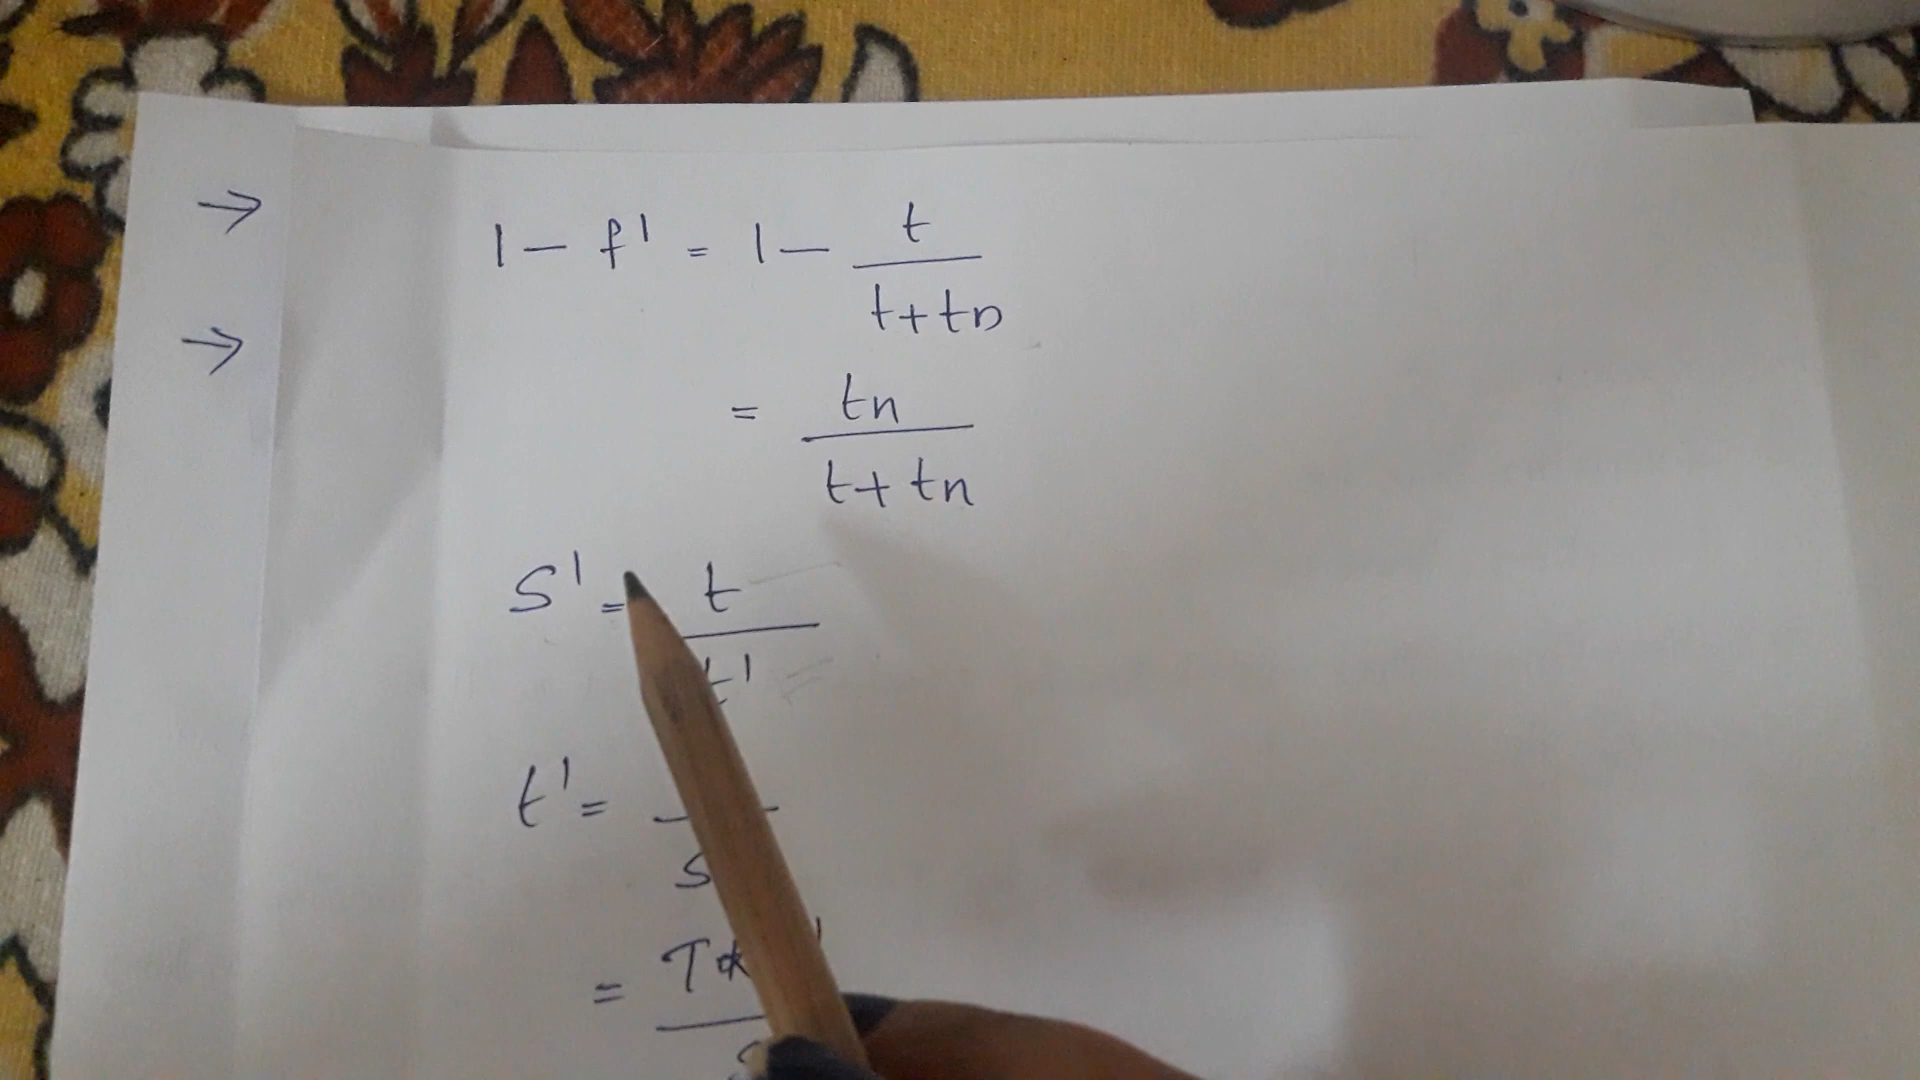 → 1 - f' = 1 - t / t + tn
→ = tn / t + tn
S' = t / t'
t' = / S
= T